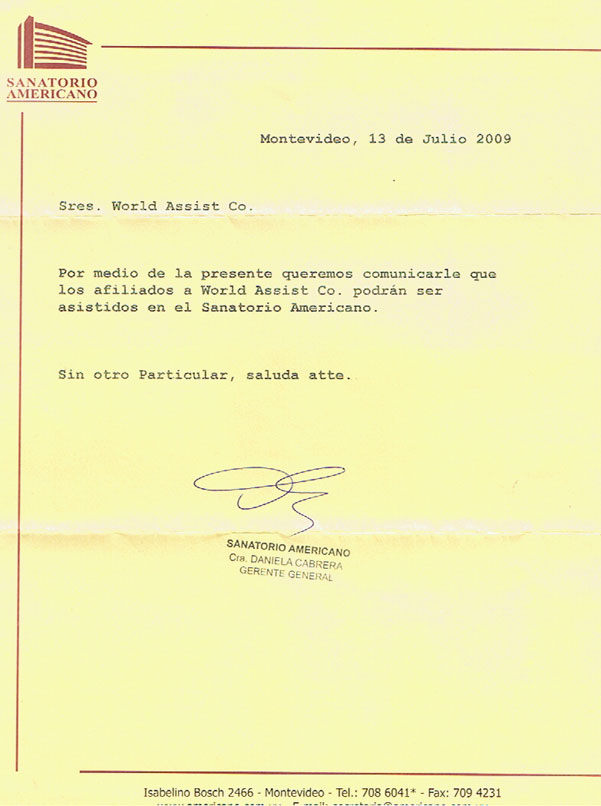 SANATORIO
AMERICANO
Montevideo, 13 de Julio 2009
Sres. World Assist Co.
Por medio de la presente queremos comunicarle que
los afiliados a World Assist Co. podrán ser
asistidos en el Sanatorio Americano.
Sin otro Particular, saluda atte.
SANATORIO AMERICANO
Cra. DANIELA CABRERA
GERENTE GENERAL
Isabelino Bosch 2466 - Montevideo - Tel.: 708 6041* - Fax: 709 4231